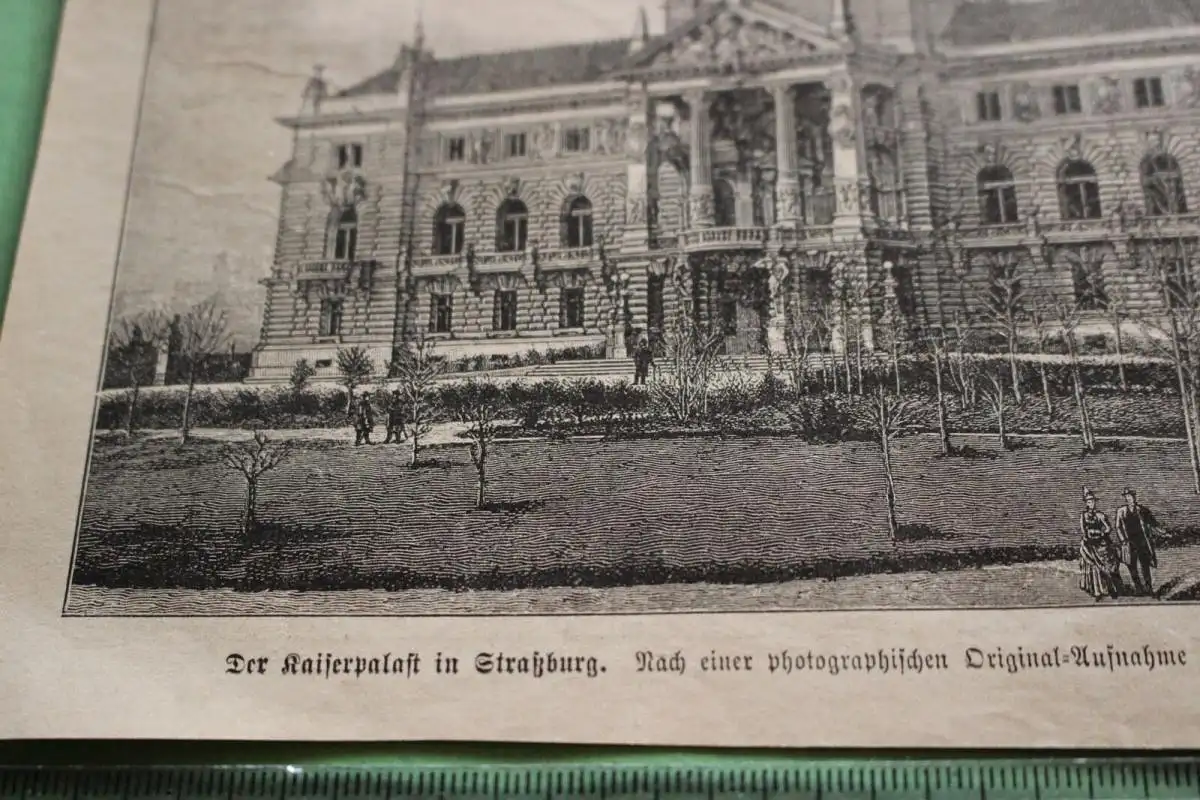 Der Kaiserpalast in Straßburg. Nach einer photographischen Original-Aufnahme